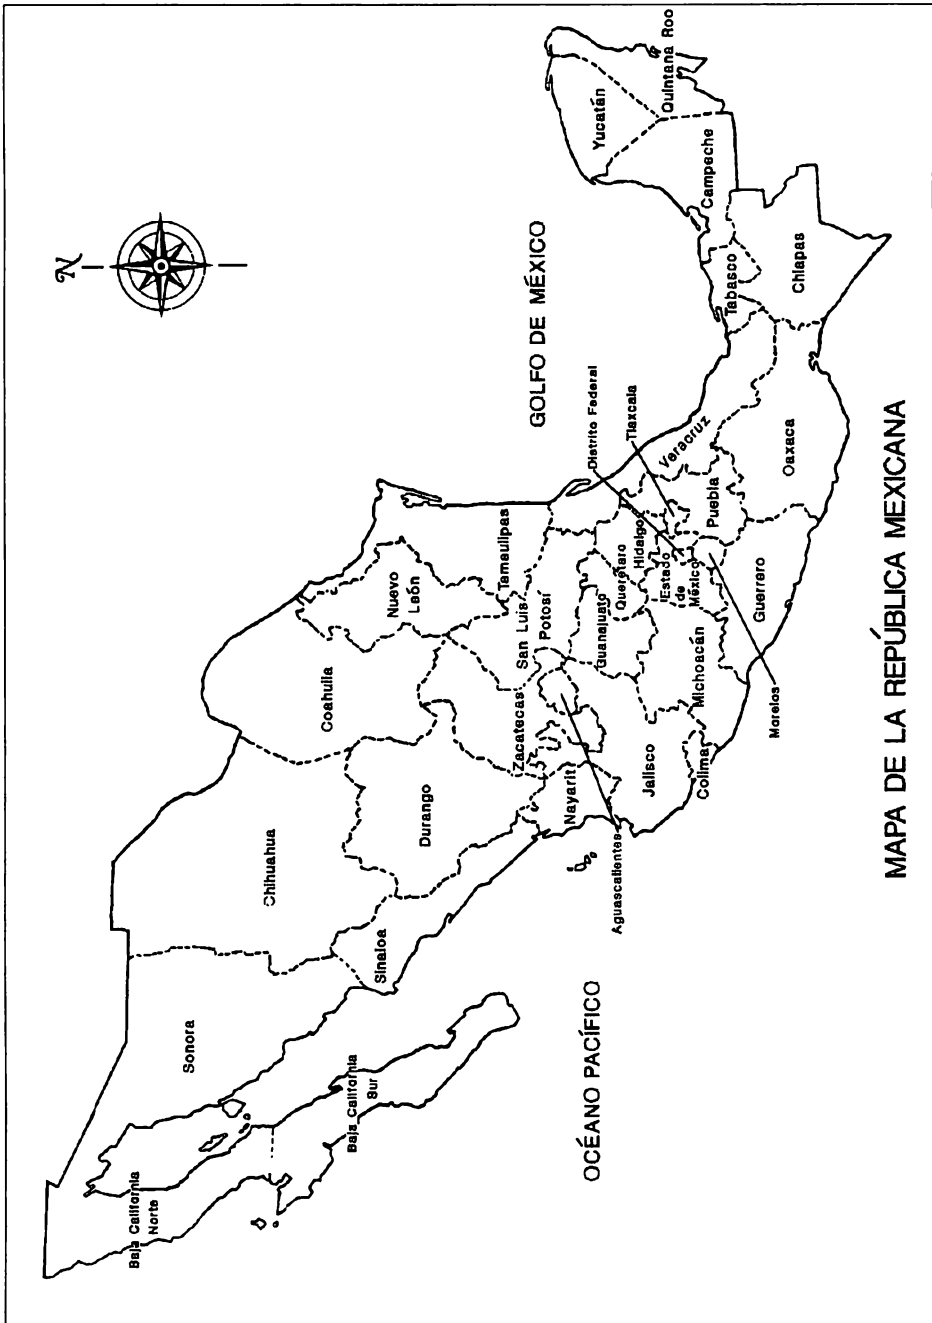 N
Baja California
Norte
Sonora
Chihuahua
Coahuila
Nuevo
León
Baja California
Sur
Sinaloa
Durango
Zacatecas
San Luis
Potosí
Tamaulipas
GOLFO DE MÉXICO
OCÉANO PACÍFICO
Nayarit
Aguascalientes
Jalisco
Guanajuato
Querétaro
Hidalgo
Distrito Federal
Tlaxcala
Veracruz
Colima
Michoacán
Estado
de
México
Puebla
Morelos
Guerrero
Oaxaca
Tabasco
Chiapas
Campeche
Yucatán
Quintana Roo
MAPA DE LA REPÚBLICA MEXICANA